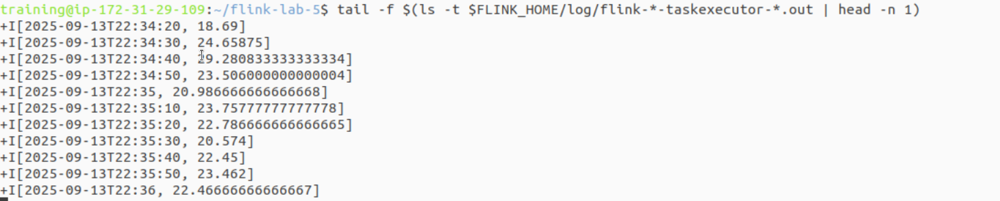 training@ip-172-31-29-109:~/flink-lab-5$ tail -f $(ls -t $FLINK_HOME/log/flink-*-taskexecutor-*.out | head -n 1)
+I[2025-09-13T22:34:20, 18.69]
+I[2025-09-13T22:34:30, 24.65875]
+I[2025-09-13T22:34:40, 29.280833333333334]
+I[2025-09-13T22:34:50, 23.506000000000004]
+I[2025-09-13T22:35, 20.986666666666668]
+I[2025-09-13T22:35:10, 23.75777777777778]
+I[2025-09-13T22:35:20, 22.786666666666665]
+I[2025-09-13T22:35:30, 20.574]
+I[2025-09-13T22:35:40, 22.45]
+I[2025-09-13T22:35:50, 23.462]
+I[2025-09-13T22:36, 22.46666666666667]